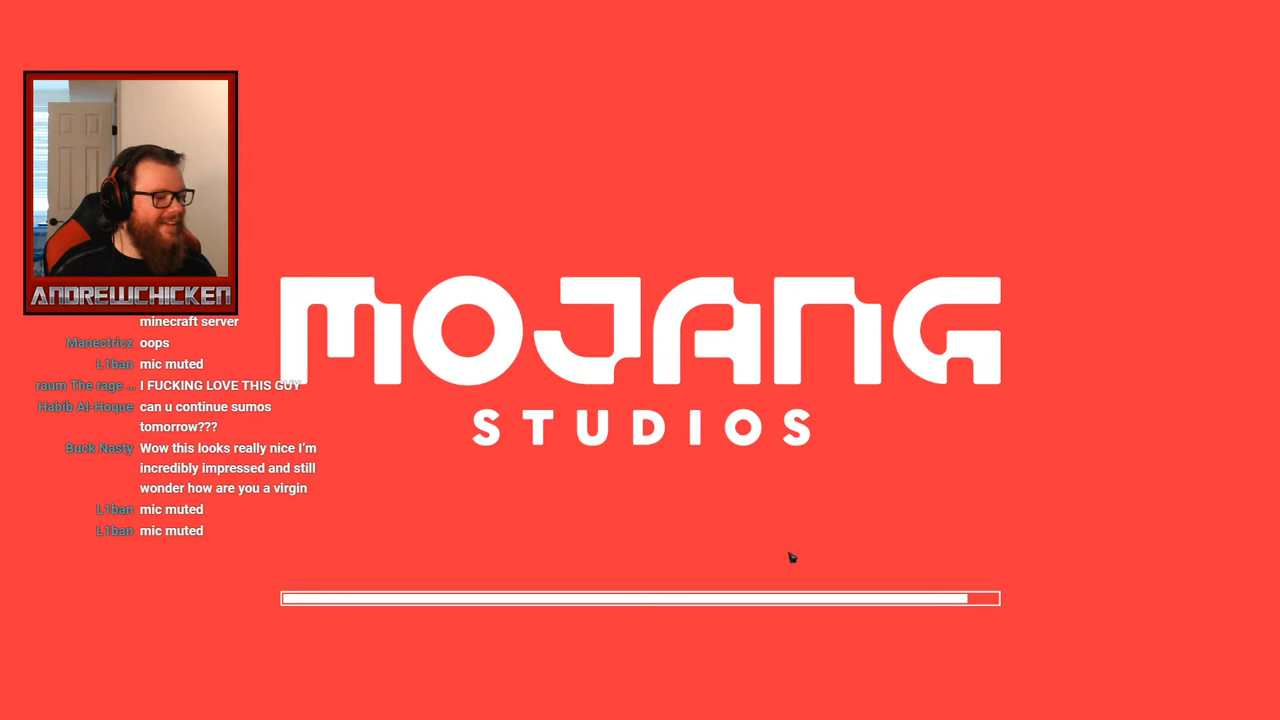 ANDREWCHICKEN
minecraft server
Manectricz oops
L1ban mic muted
raum The rage ... I FUCKING LOVE THIS GUY
Habib Al-Hoque can u continue sumos
tomorrow???
Buck Nasty Wow this looks really nice I'm
incredibly impressed and still
wonder how are you a virgin
L1ban mic muted
L1ban mic muted
MOJANG
STUDIOS